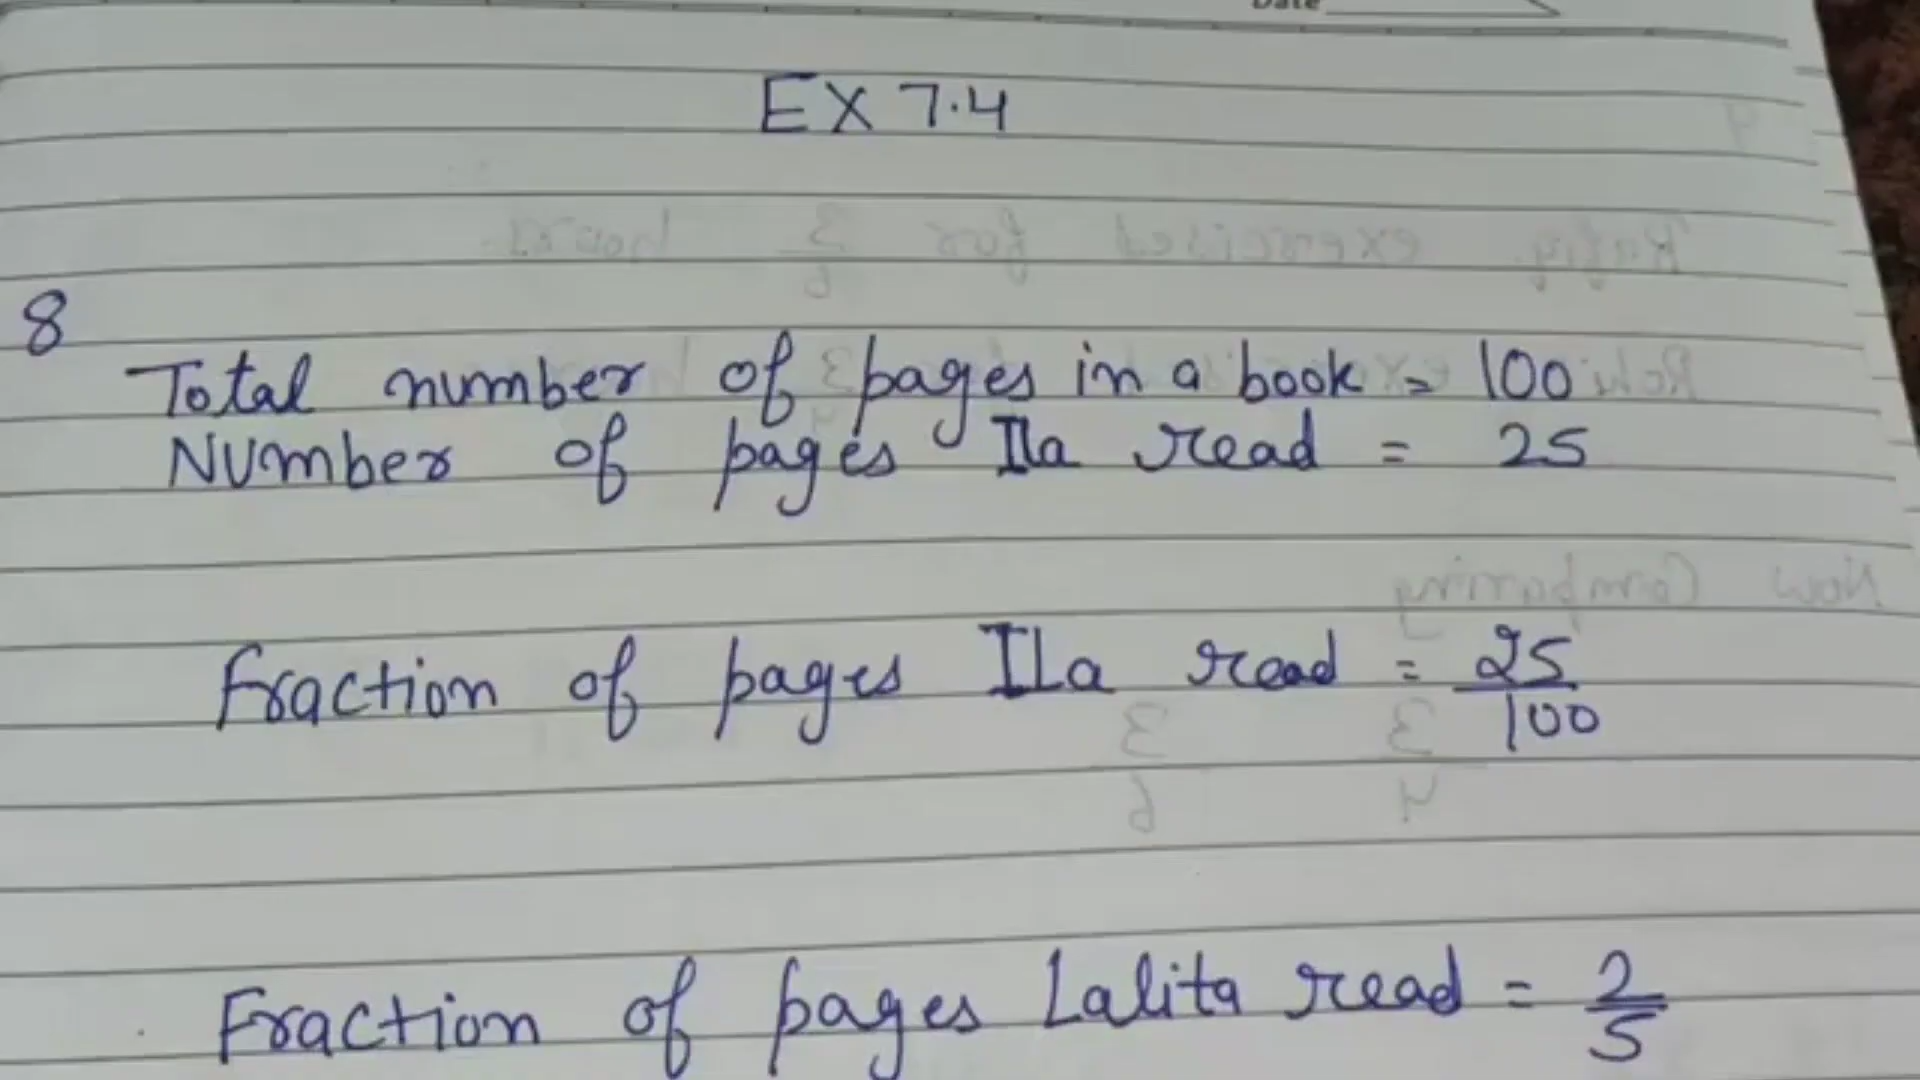 Date
EX 7.4
8
Total number of pages in a book = 100
Number of pages Ila read = 25
Fraction of pages Ila read = 25/100
Fraction of pages Lalita read = 2/5